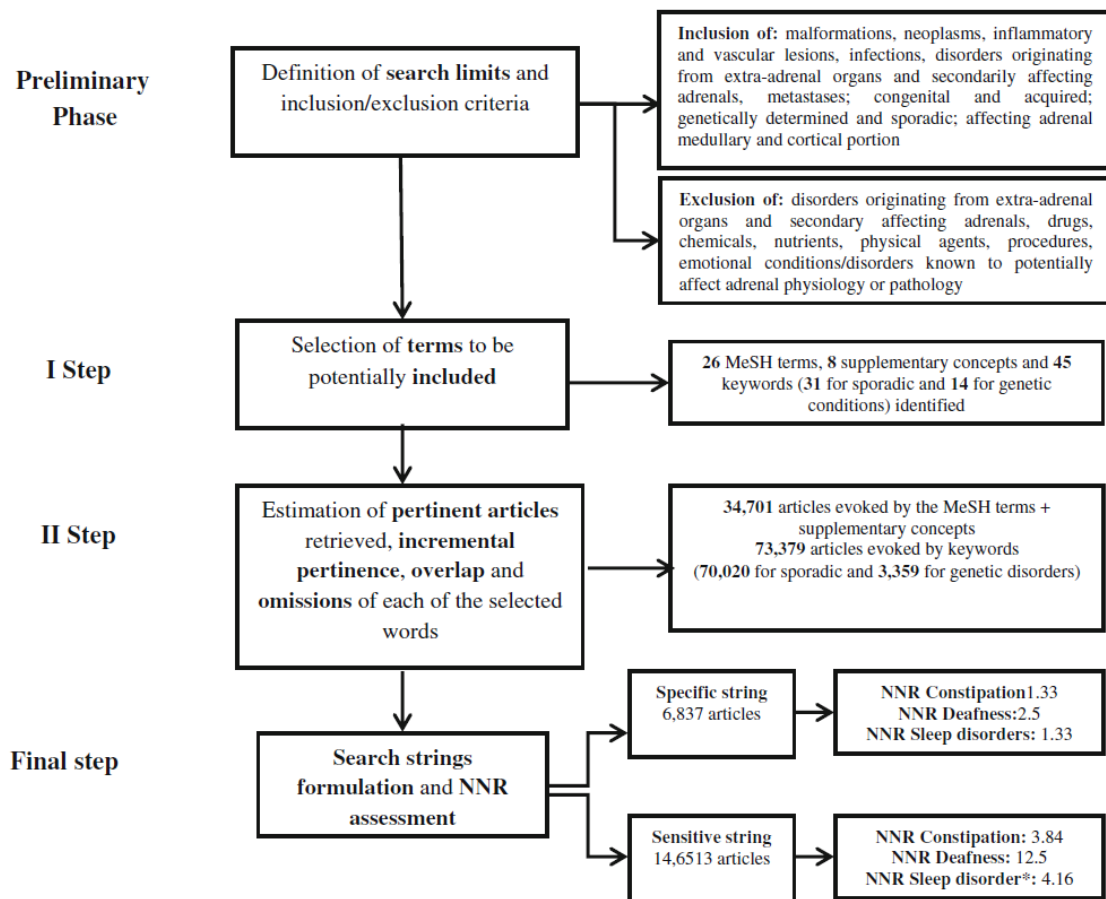 Preliminary
Phase
Definition of search limits and
inclusion/exclusion criteria
Inclusion of: malformations, neoplasms, inflammatory
and vascular lesions, infections, disorders originating
from extra-adrenal organs and secondarily affecting
adrenals, metastases; congenital and acquired;
genetically determined and sporadic; affecting adrenal
medullary and cortical portion
Exclusion of: disorders originating from extra-adrenal
organs and secondary affecting adrenals, drugs,
chemicals, nutrients, physical agents, procedures,
emotional conditions/disorders known to potentially
affect adrenal physiology or pathology
I Step
Selection of terms to be
potentially included
26 MeSH terms, 8 supplementary concepts and 45
keywords (31 for sporadic and 14 for genetic
conditions) identified
II Step
Estimation of pertinent articles
retrieved, incremental
pertinence, overlap and
omissions of each of the selected
words
34,701 articles evoked by the MeSH terms +
supplementary concepts
73,379 articles evoked by keywords
(70,020 for sporadic and 3,359 for genetic disorders)
Final step
Search strings
formulation and NNR
assessment
Specific string
6,837 articles
NNR Constipation1.33
NNR Deafness:2.5
NNR Sleep disorders: 1.33
Sensitive string
14,6513 articles
NNR Constipation: 3.84
NNR Deafness: 12.5
NNR Sleep disorder*: 4.16